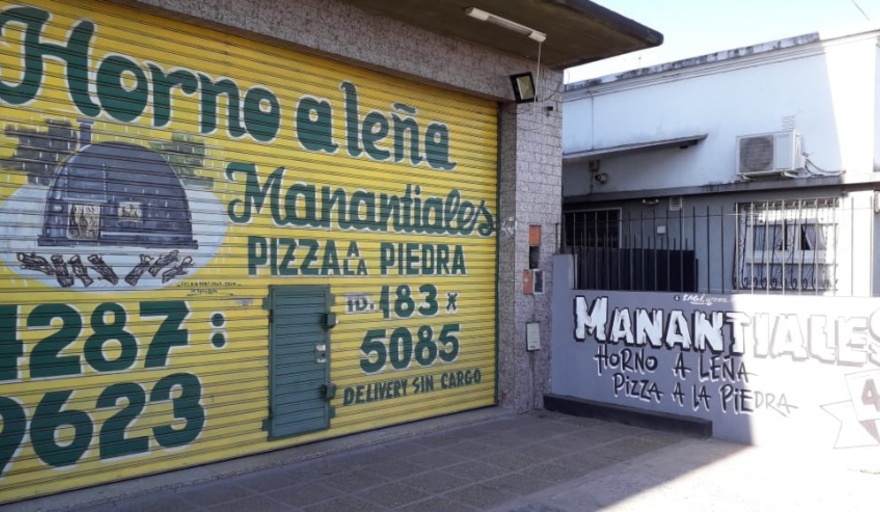 Horno a leña
Manantiales
PIZZA A LA PIEDRA
4287:
9623
ID. 183*
5085
DELIVERY SIN CARGO
MANANTIALES
HORNO A LEÑA
PIZZA A LA PIEDRA
4